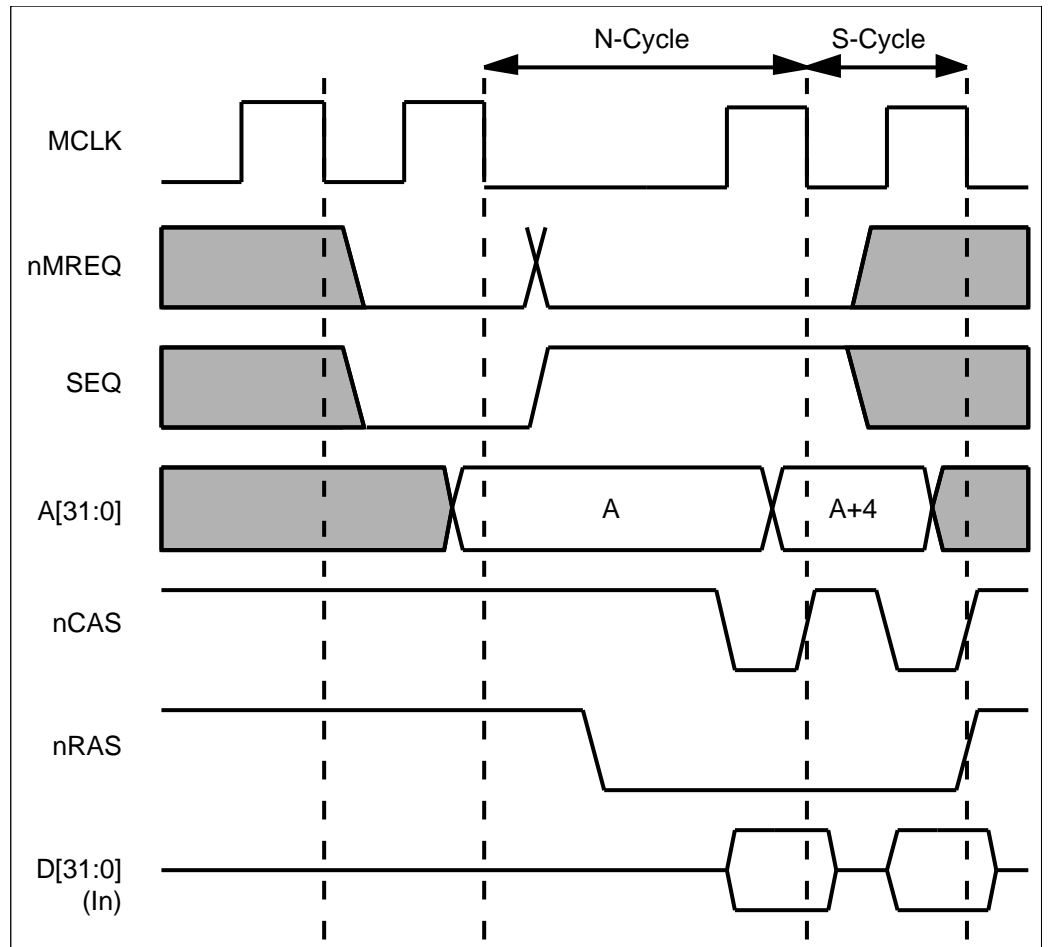 N-Cycle
S-Cycle
MCLK
nMREQ
SEQ
A[31:0]
A
A+4
nCAS
nRAS
D[31:0]
(In)